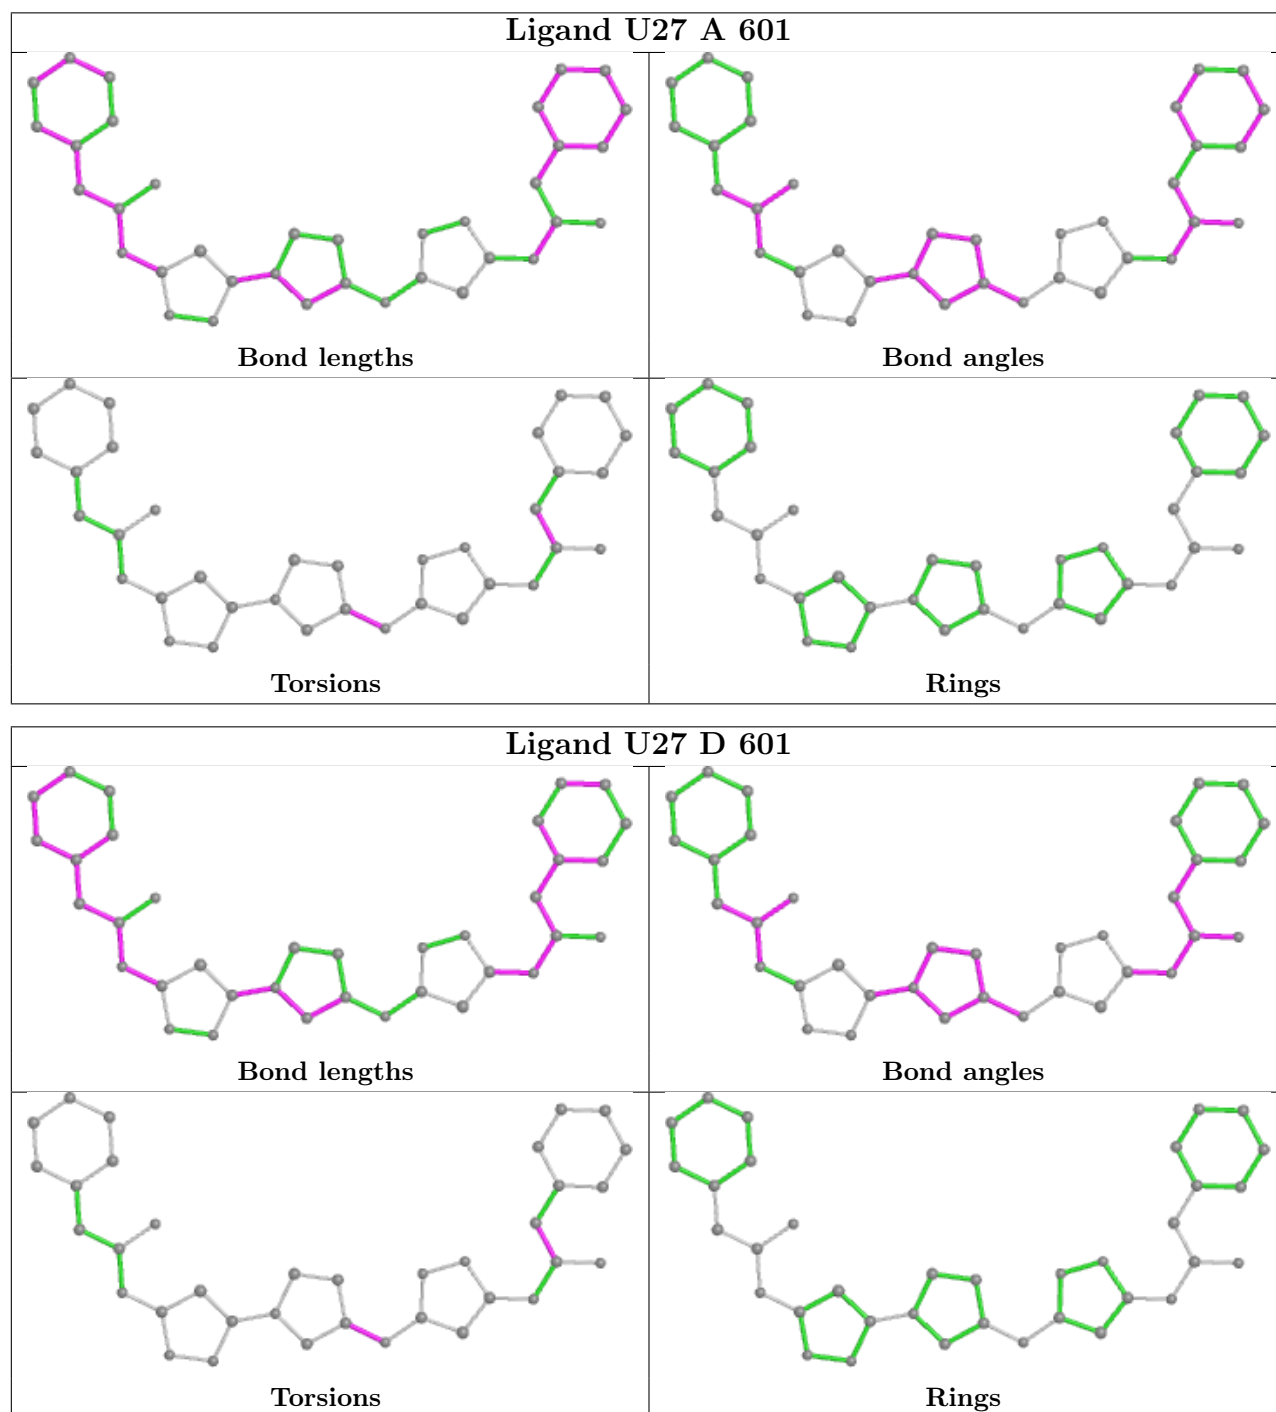 Ligand U27 A 601
Bond lengths
Bond angles
Torsions
Rings
Ligand U27 D 601
Bond lengths
Bond angles
Torsions
Rings